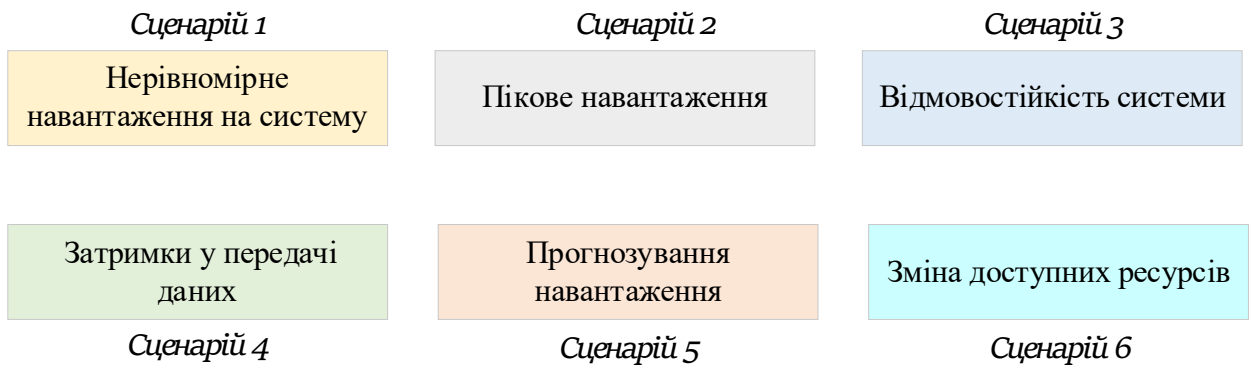 Сценарій 1
Сценарій 2
Сценарій 3
Нерівномірне
навантаження на систему
Пікове навантаження
Відмовостійкість системи
Затримки у передачі
даних
Прогнозування
навантаження
Зміна доступних ресурсів
Сценарій 4
Сценарій 5
Сценарій 6